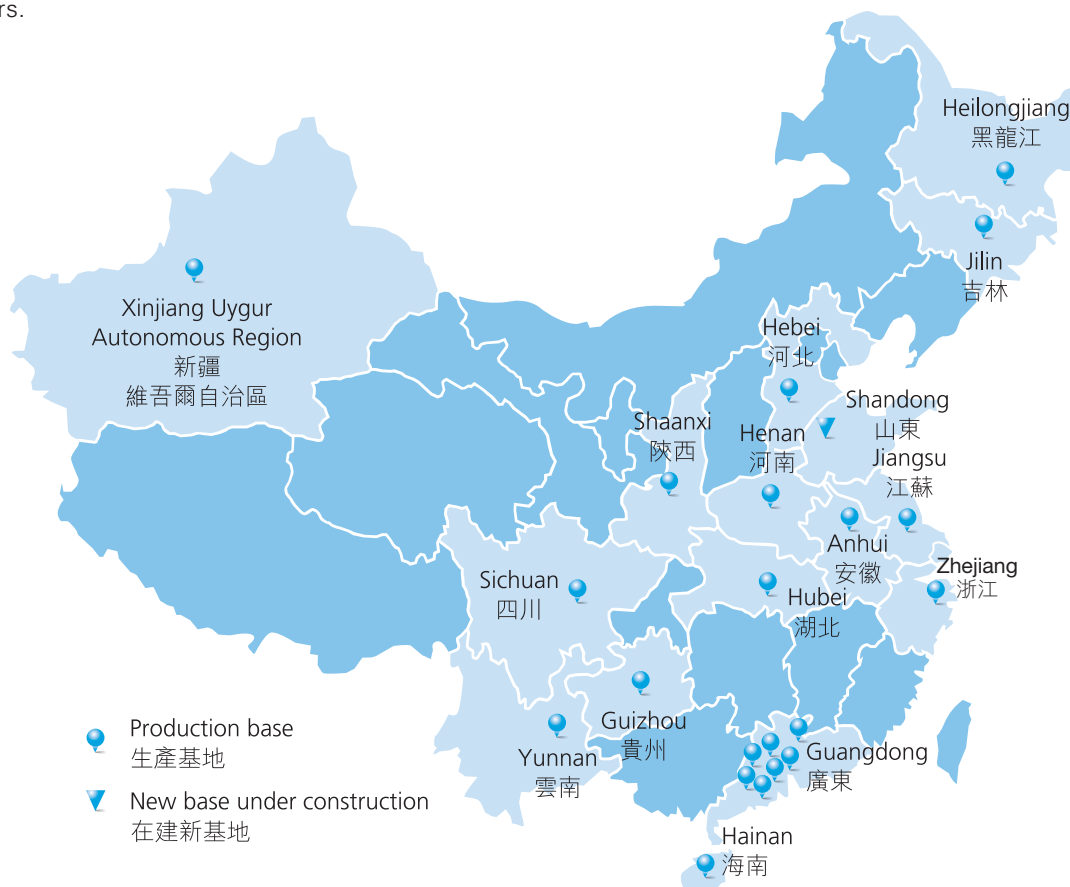 rs.
Heilongjiang
黑龍江
Jilin
吉林
Xinjiang Uygur
Autonomous Region
新疆
維吾爾自治區
Hebei
河北
Shandong
山東
Shaanxi
陝西
Henan
河南
Jiangsu
江蘇
Anhui
安徽
Zhejiang
浙江
Sichuan
四川
Hubei
湖北
Guizhou
貴州
Yunnan
雲南
Guangdong
廣東
Hainan
海南
Production base
生產基地
New base under construction
在建新基地